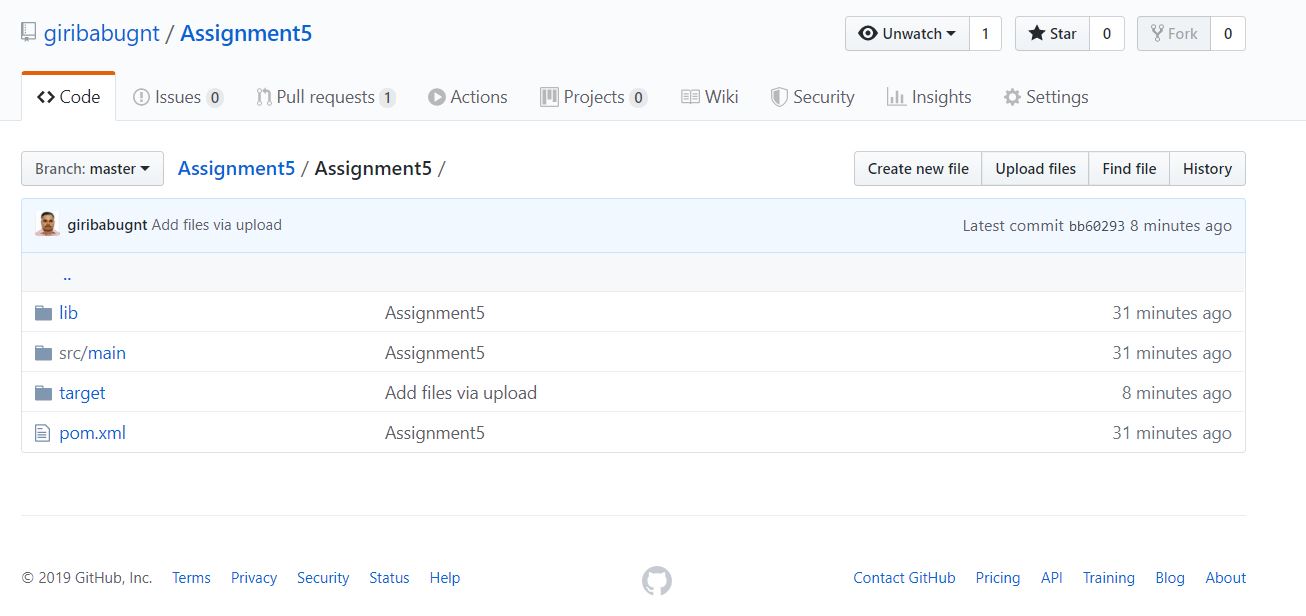 giribabugnt / Assignment5 Unwatch 1 Star 0 Fork 0
Code Issues 0 Pull requests 1 Actions Projects 0 Wiki Security Insights Settings
Branch: master Assignment5 / Assignment5 / Create new file Upload files Find file History
giribabugnt Add files via upload Latest commit bb60293 8 minutes ago
..
lib Assignment5 31 minutes ago
src/main Assignment5 31 minutes ago
target Add files via upload 8 minutes ago
pom.xml Assignment5 31 minutes ago
© 2019 GitHub, Inc. Terms Privacy Security Status Help Contact GitHub Pricing API Training Blog About